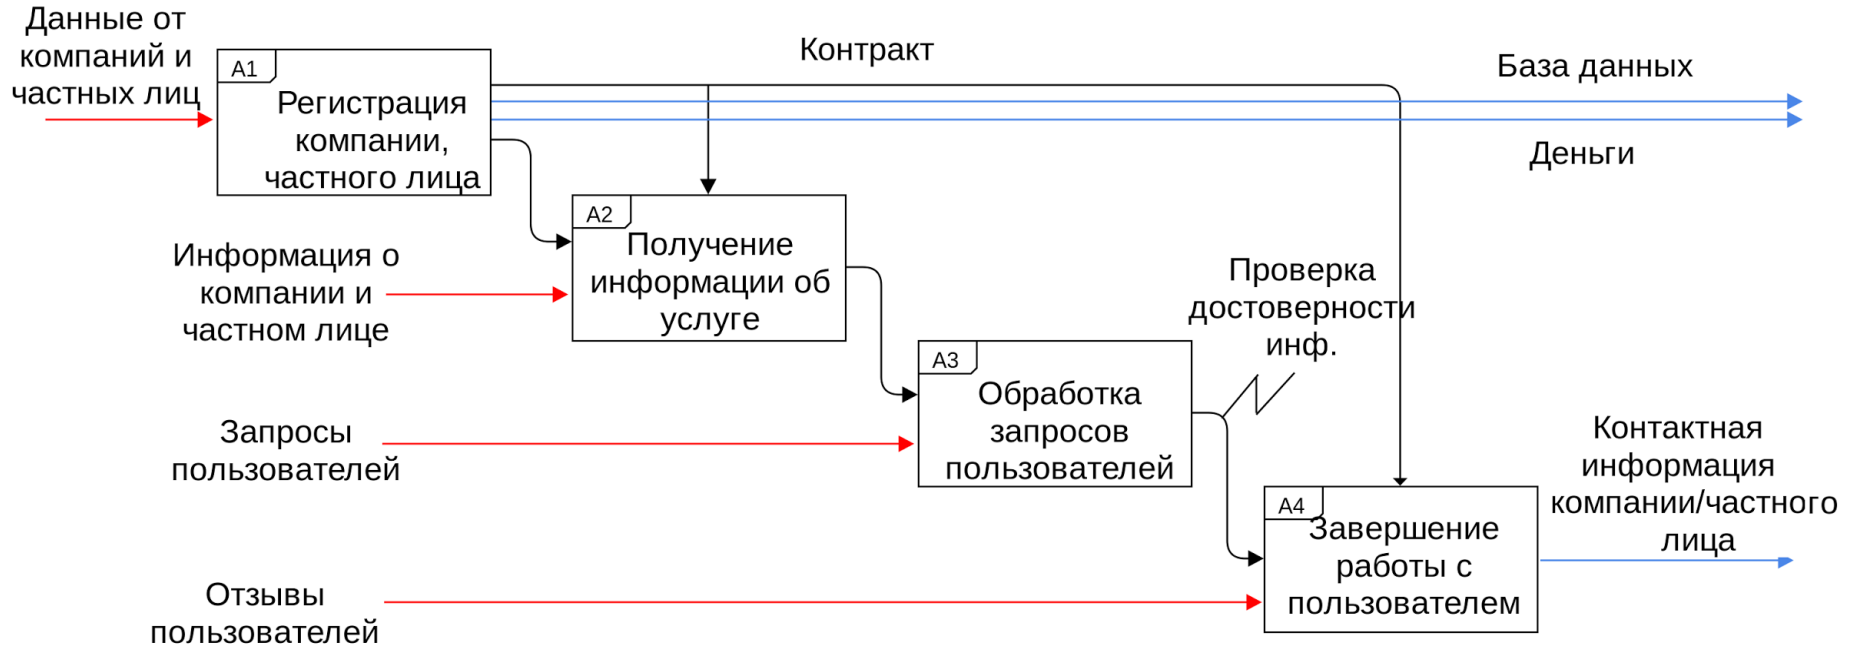 Данные от
компаний и
частных лиц
A1
Регистрация
компании,
частного лица
Контракт
База данных
Деньги
A2
Получение
информации об
услуге
Информация о
компании и
частном лице
Проверка
достоверности
инф.
A3
Обработка
запросов
пользователей
Запросы
пользователей
Контактная
информация
компании/частного
лица
A4
Завершение
работы с
пользователем
Отзывы
пользователей